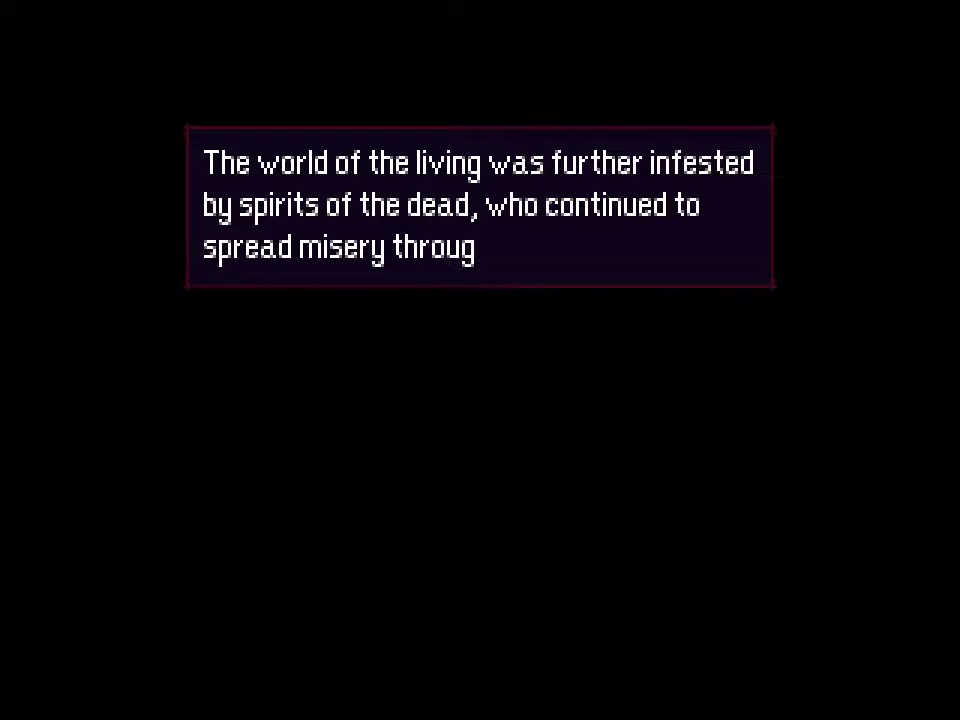 The world of the living was further infested
by spirits of the dead, who continued to
spread misery throug